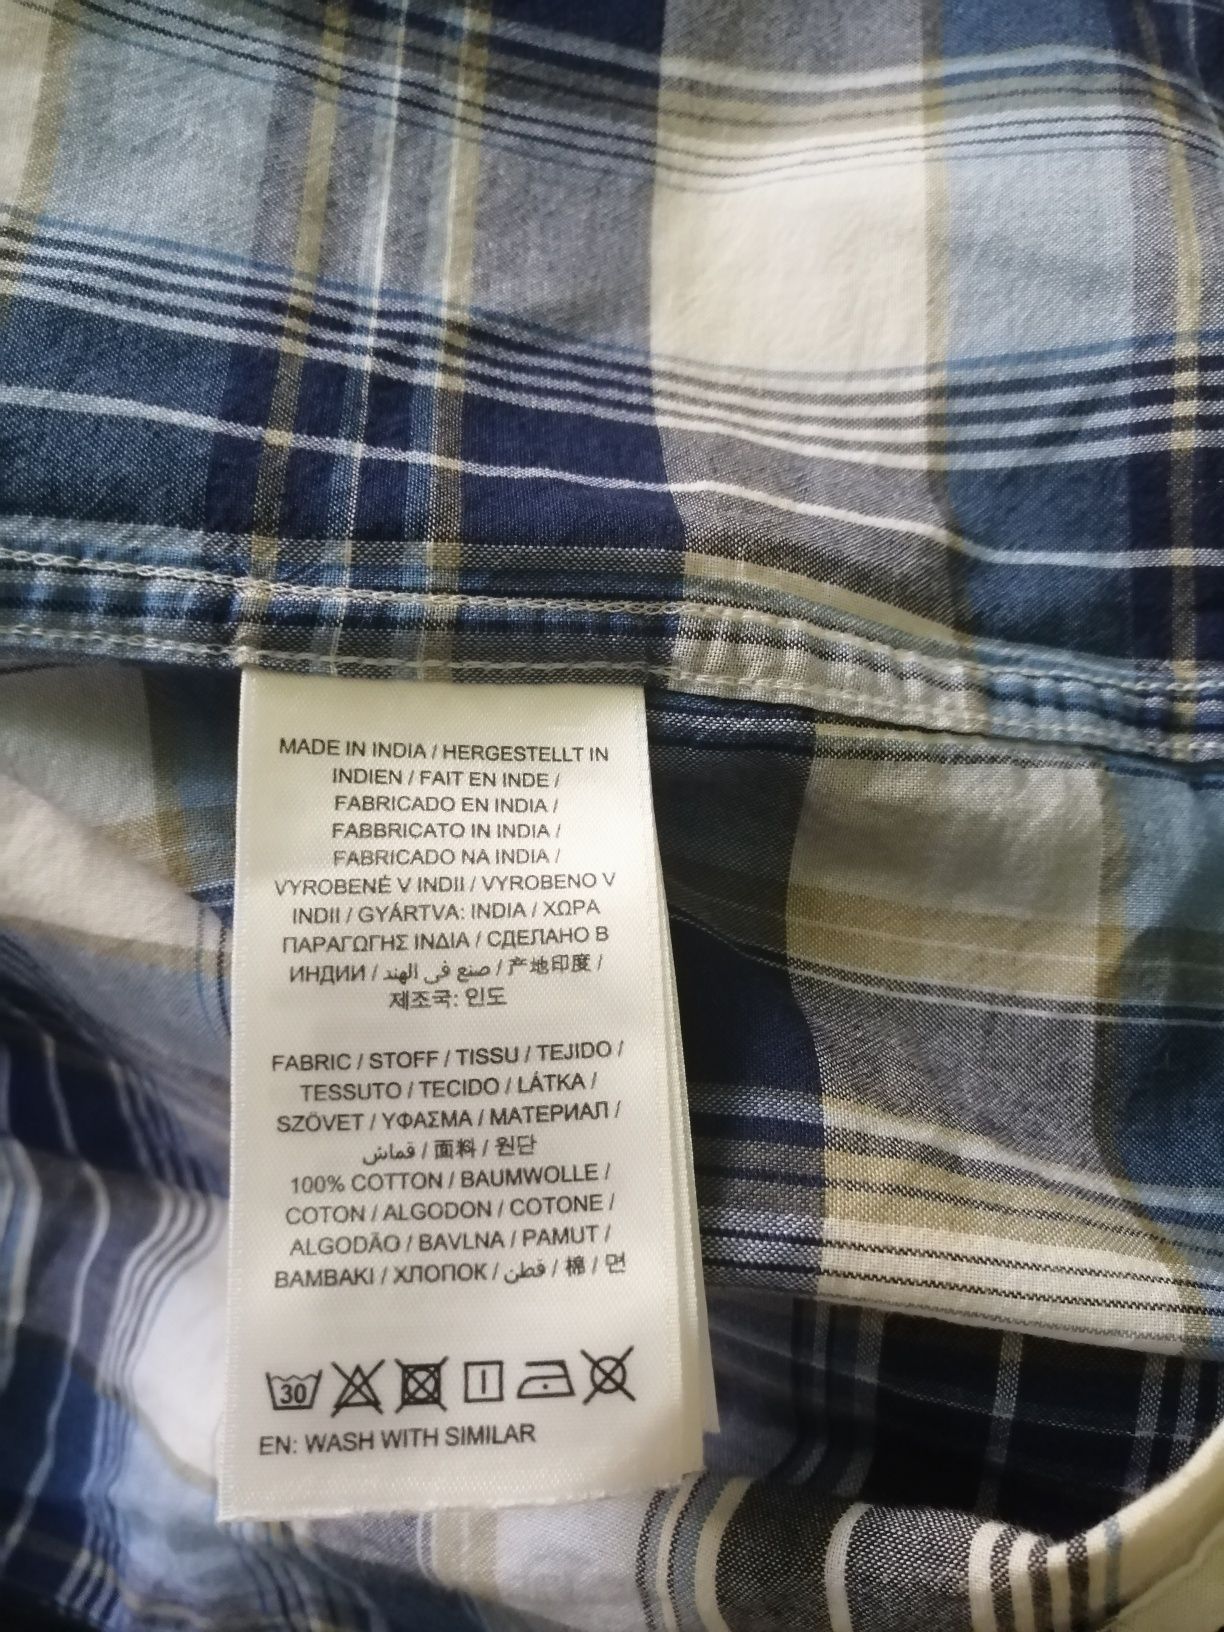 MADE IN INDIA / HERGESTELLT IN
INDIEN / FAIT EN INDE /
FABRICADO EN INDIA /
FABBRICATO IN INDIA /
FABRICADO NA INDIA /
VYROBENÉ V INDII / VYROBENO V
INDII / GYÁRTVA: INDIA / ΧΩΡΑ
ΠΑΡΑΓΩΓΗΣ ΙΝΔΙΑ / СДЕЛАНО В
ИНДИИ / صنع في الهند / 产地印度 /
제조국: 인도
FABRIC / STOFF / TISSU / TEJIDO /
TESSUTO / TECIDO / LÁTKA /
SZÖVET / ΥΦΑΣΜΑ / МАТЕРИАЛ /
قماش / 面料 / 원단
100% COTTON / BAUMWOLLE /
COTON / ALGODON / COTONE /
ALGODÃO / BAVLNA / PAMUT /
ΒΑΜΒΑΚΙ / ХЛОПОК / قطن / 棉 / 면
30
EN: WASH WITH SIMILAR